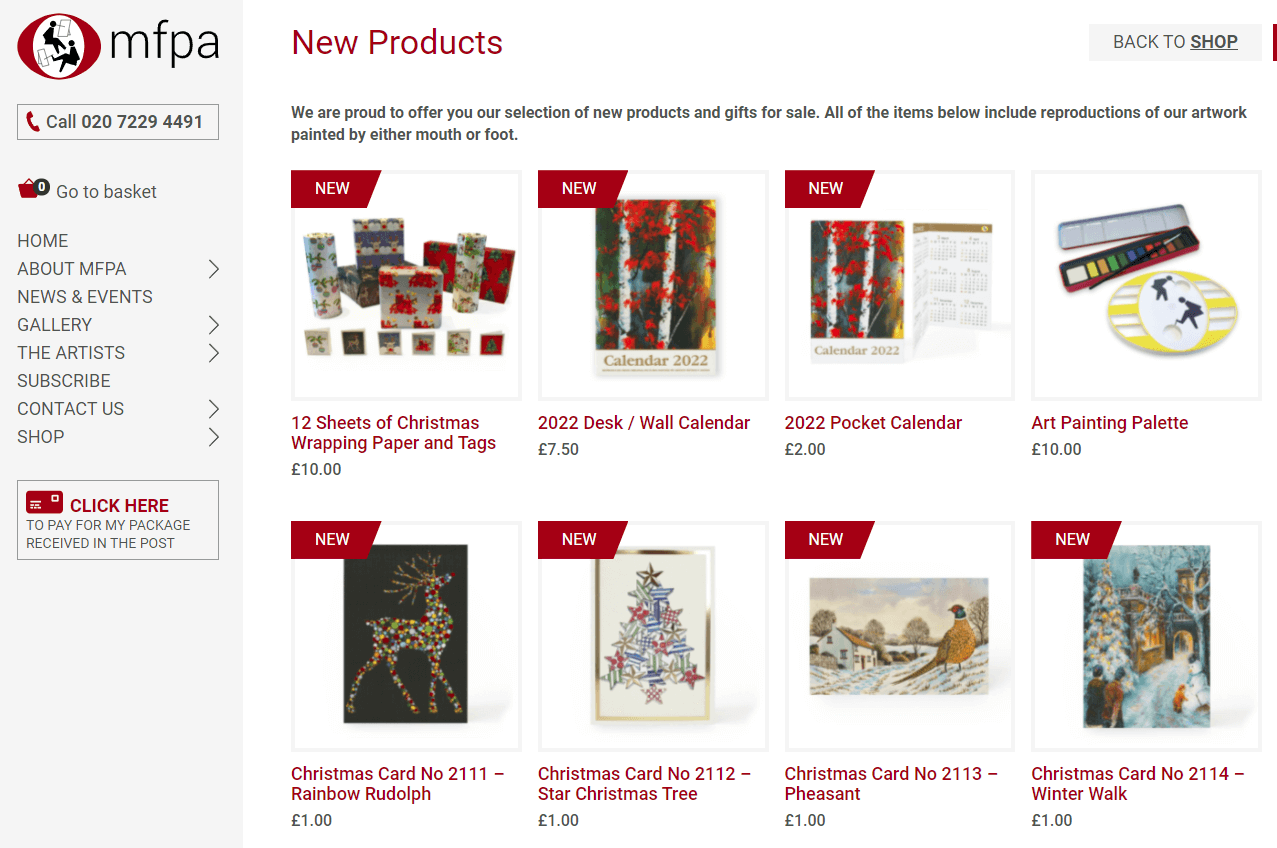 mfpa
Call 020 7229 4491
0
Go to basket
HOME
ABOUT MFPA
NEWS & EVENTS
GALLERY
THE ARTISTS
SUBSCRIBE
CONTACT US
SHOP
CLICK HERE
TO PAY FOR MY PACKAGE
RECEIVED IN THE POST
New Products
BACK TO SHOP
We are proud to offer you our selection of new products and gifts for sale. All of the items below include reproductions of our artwork
painted by either mouth or foot.
NEW
12 Sheets of Christmas
Wrapping Paper and Tags
£10.00
NEW
Calendar 2022
2022 Desk / Wall Calendar
£7.50
NEW
Calendar 2022
2022 Pocket Calendar
£2.00
Art Painting Palette
£10.00
NEW
Christmas Card No 2111 –
Rainbow Rudolph
£1.00
NEW
Christmas Card No 2112 –
Star Christmas Tree
£1.00
NEW
Christmas Card No 2113 –
Pheasant
£1.00
NEW
Christmas Card No 2114 –
Winter Walk
£1.00